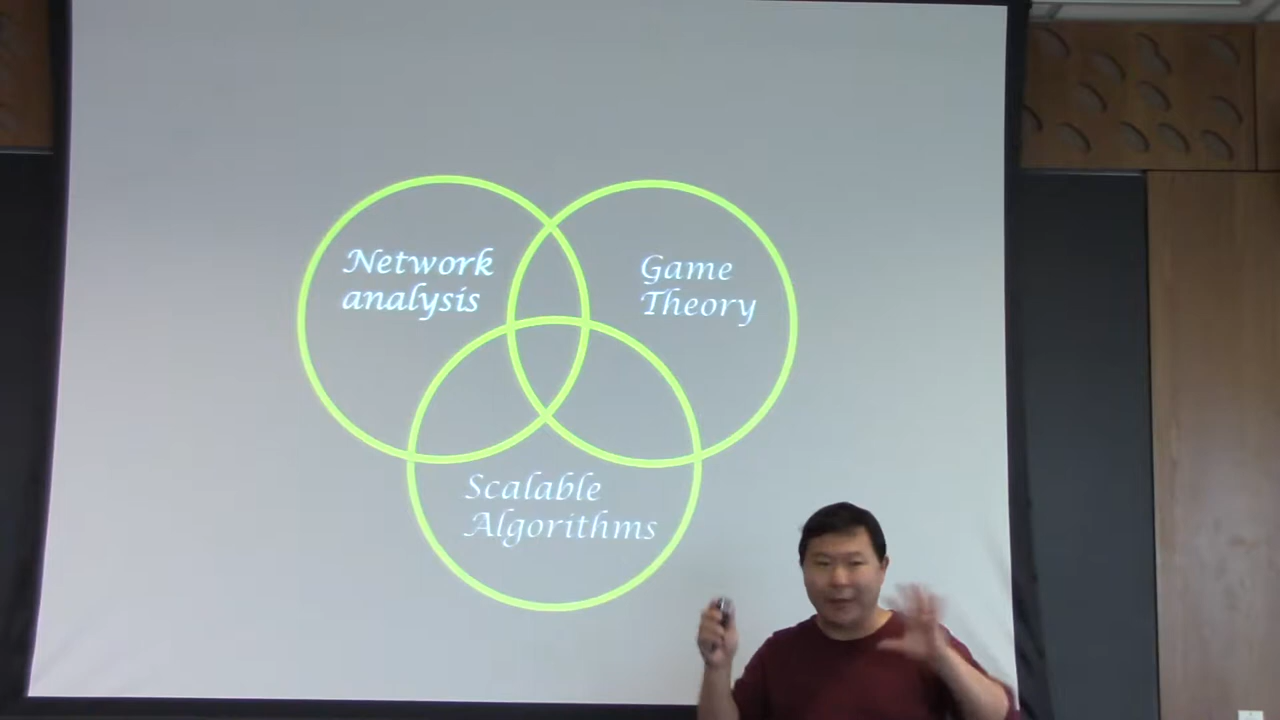 Network
analysis
Game
Theory
Scalable
Algorithms